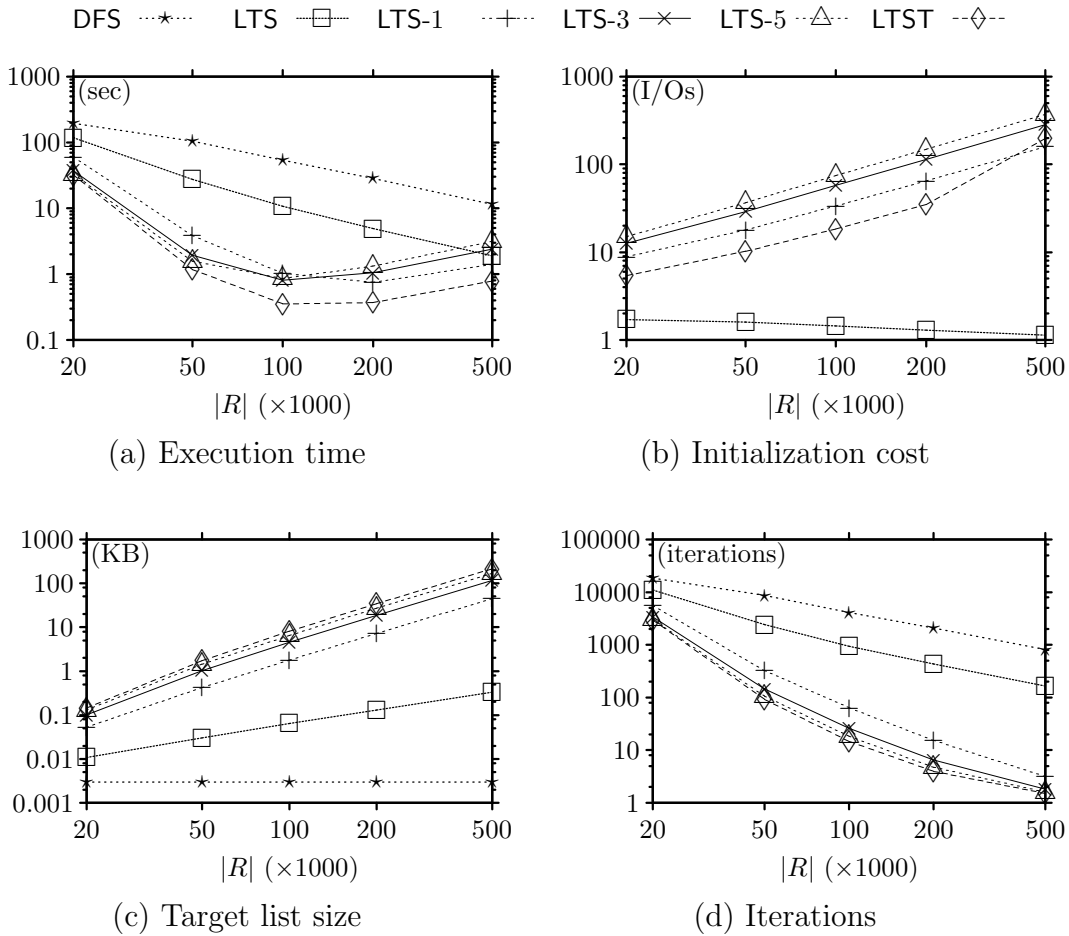 DFS LTS LTS-1 LTS-3 LTS-5 LTST
1000
100
10
1
0.1
(sec)
20 50 100 200 500
|R| (×1000)
(a) Execution time
1000
100
10
1
(I/Os)
20 50 100 200 500
|R| (×1000)
(b) Initialization cost
1000
100
10
1
0.1
0.01
0.001
(KB)
20 50 100 200 500
|R| (×1000)
(c) Target list size
100000
10000
1000
100
10
1
(iterations)
20 50 100 200 500
|R| (×1000)
(d) Iterations